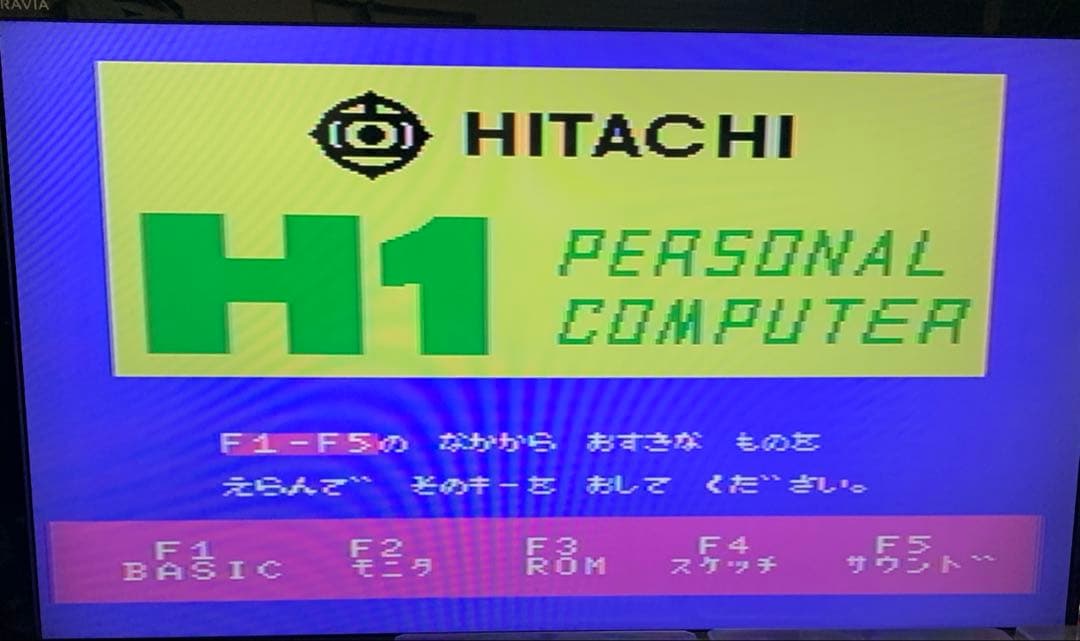 RAVIA
HITACHI
H1
PERSONAL
COMPUTER
F1-F5の なかから おすきな ものを
えらんで そのキーを おして ください。
F1 F2 F3 F4 F5
BASIC モニタ ROM スケッチ サウンド